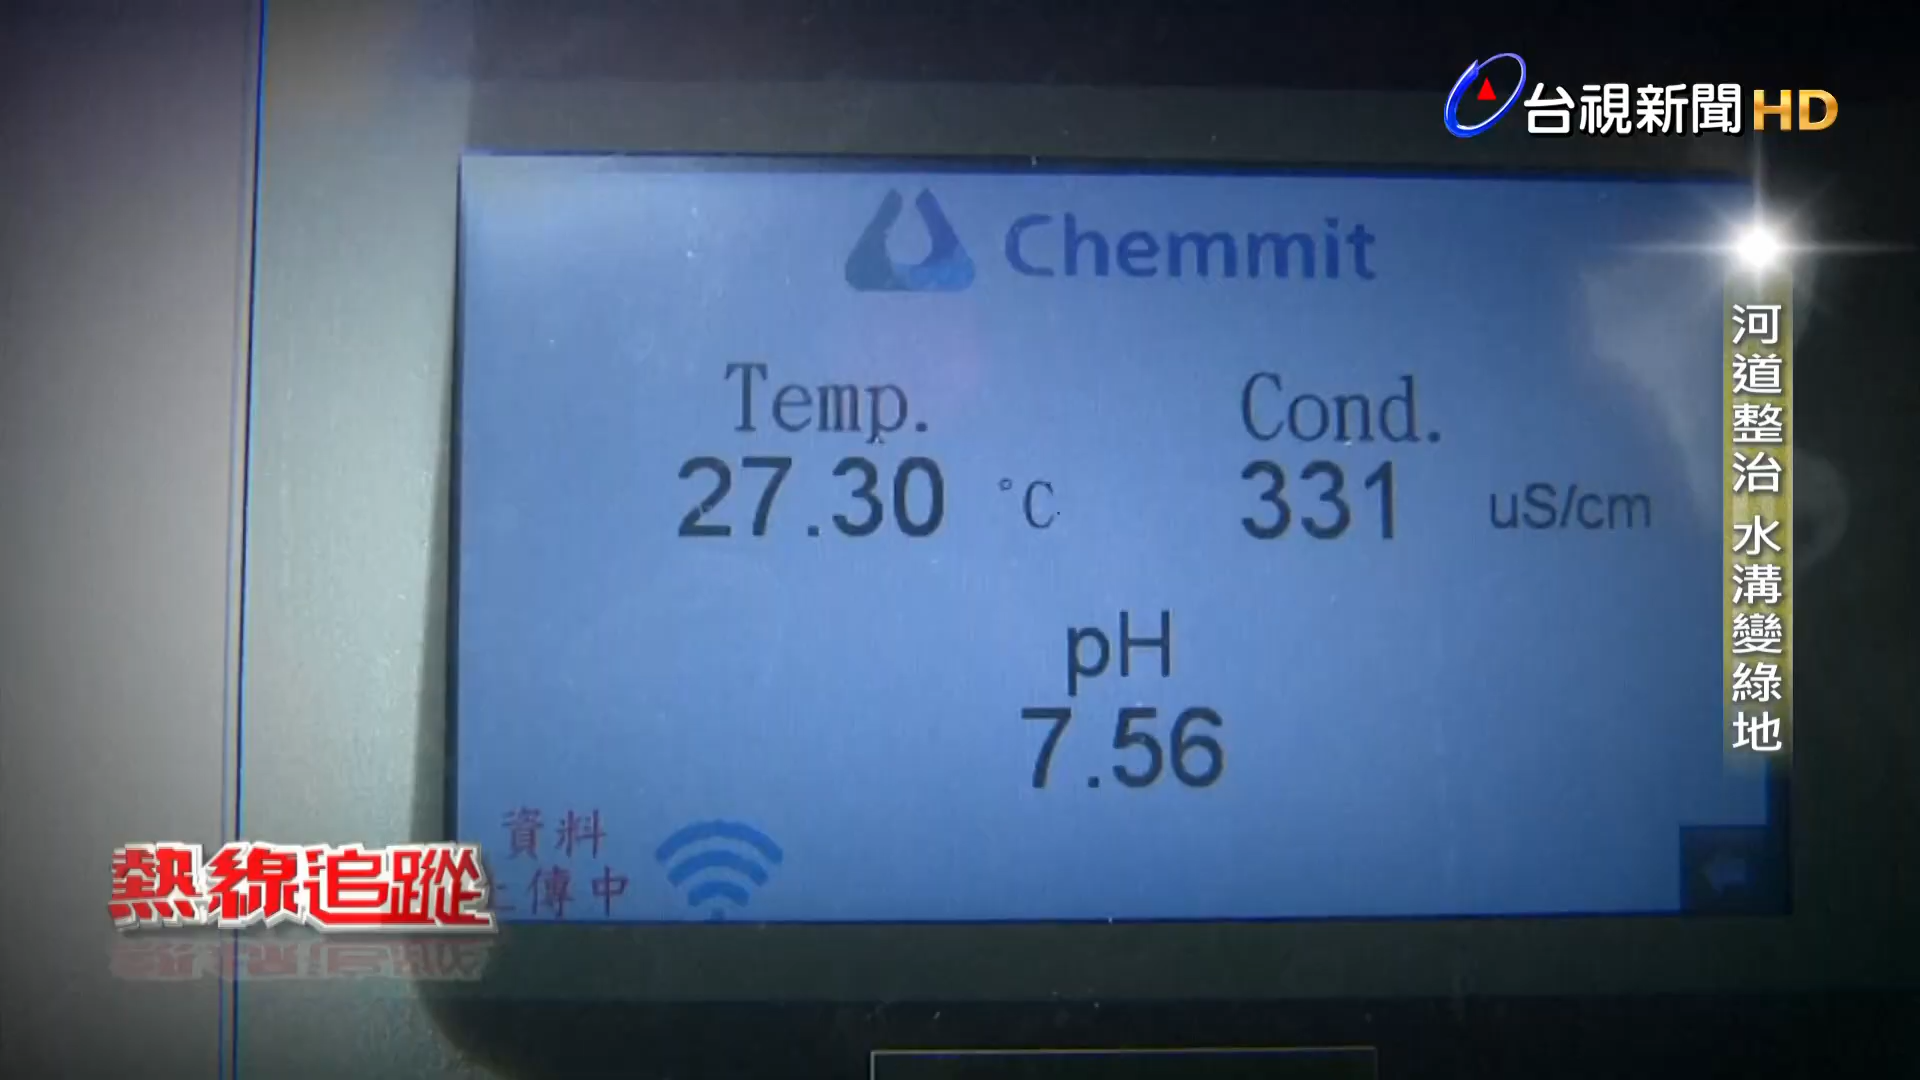 台視新聞HD
Chemmit
Temp.
Cond.
27.30 °C
331 uS/cm
pH
7.56
資料
上傳中
熱線追蹤
河道整治 水溝變綠地